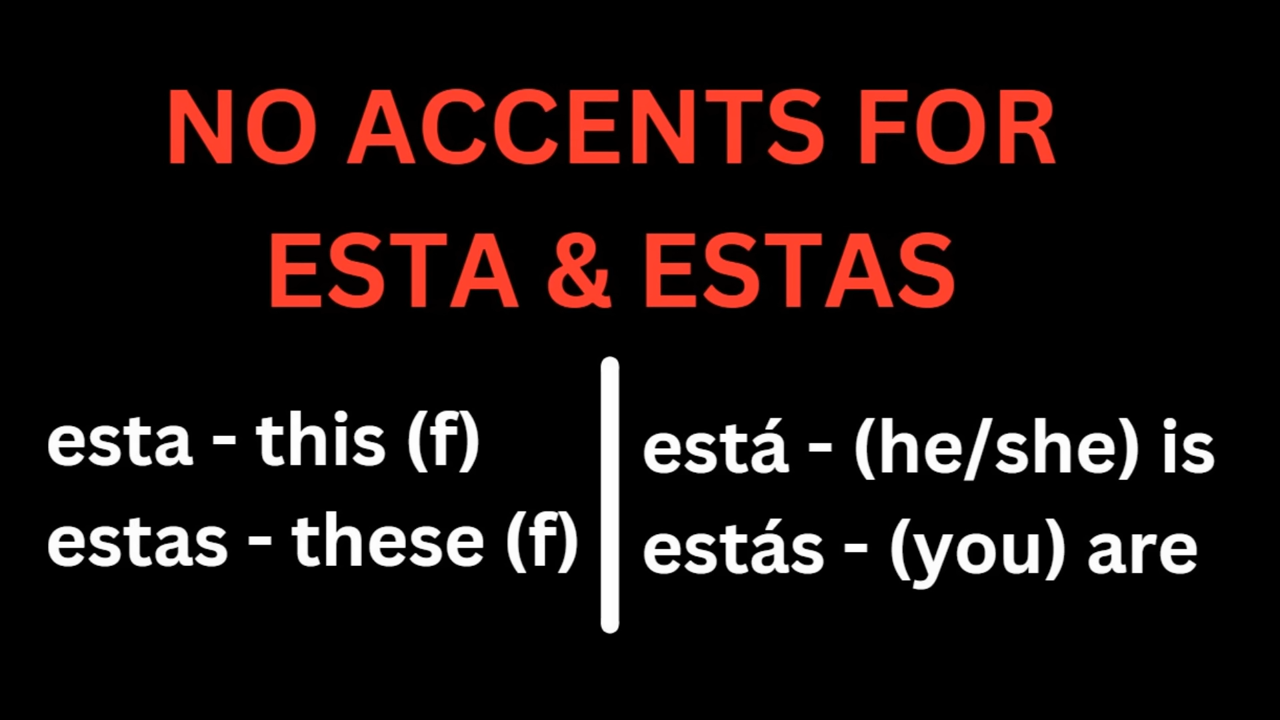 NO ACCENTS FOR
ESTA & ESTAS
esta - this (f)
estas - these (f)
está - (he/she) is
estás - (you) are